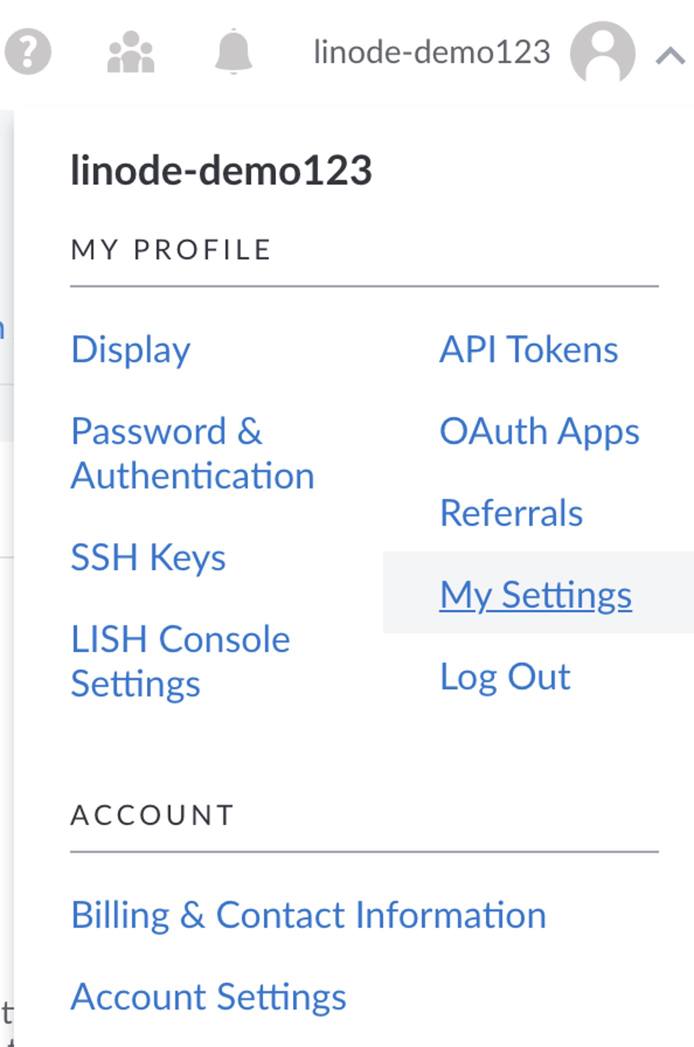 linode-demo123
linode-demo123
MY PROFILE
Display
Password &
Authentication
SSH Keys
LISH Console
Settings
API Tokens
OAuth Apps
Referrals
My Settings
Log Out
ACCOUNT
Billing & Contact Information
Account Settings